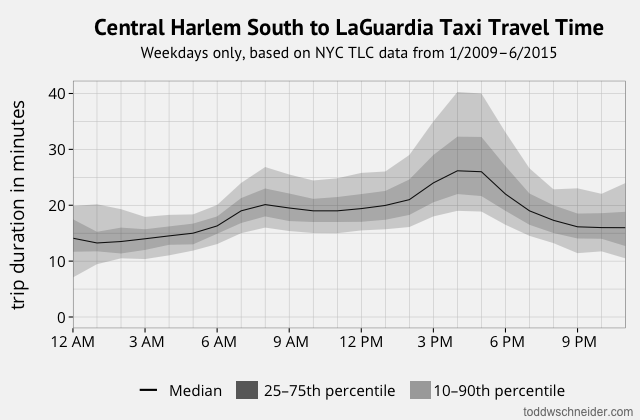 Central Harlem South to LaGuardia Taxi Travel Time
Weekdays only, based on NYC TLC data from 1/2009–6/2015
trip duration in minutes
40
30
20
10
0
12 AM 3 AM 6 AM 9 AM 12 PM 3 PM 6 PM 9 PM
Median 25–75th percentile 10–90th percentile
toddwschneider.com